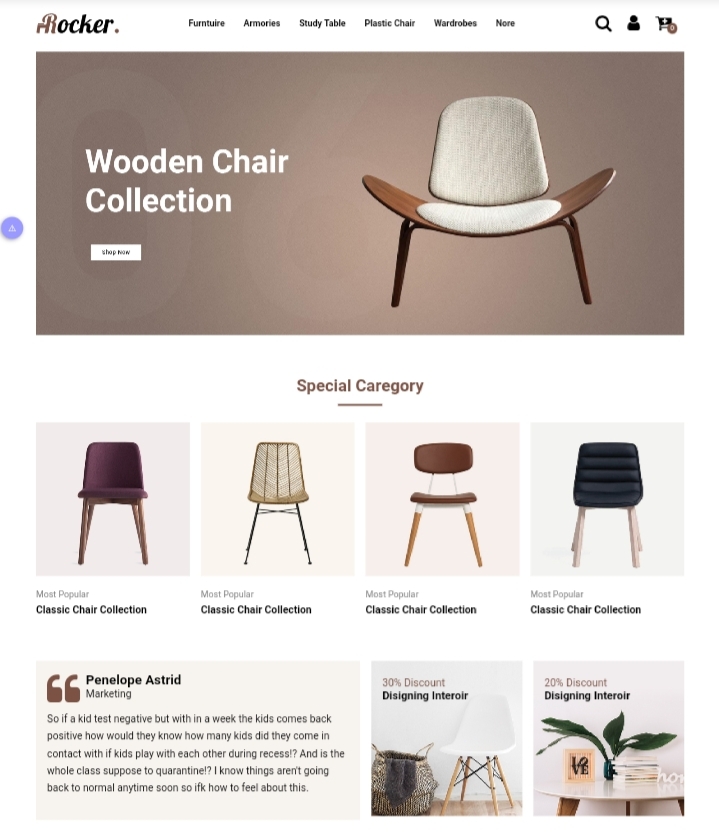 Rocker.
Furntuire Armories Study Table Plastic Chair Wardrobes Nore
0
Wooden Chair
Collection
Shop Now
Special Caregory
Most Popular Most Popular Most Popular Most Popular
Classic Chair Collection Classic Chair Collection Classic Chair Collection Classic Chair Collection
Penelope Astrid
Marketing
So if a kid test negative but with in a week the kids comes back
positive how would they know how many kids did they come in
contact with if kids play with each other during recess!? And is the
whole class suppose to quarantine!? I know things aren't going
back to normal anytime soon so ifk how to feel about this.
30% Discount
Disigning Interoir
20% Discount
Disigning Interoir